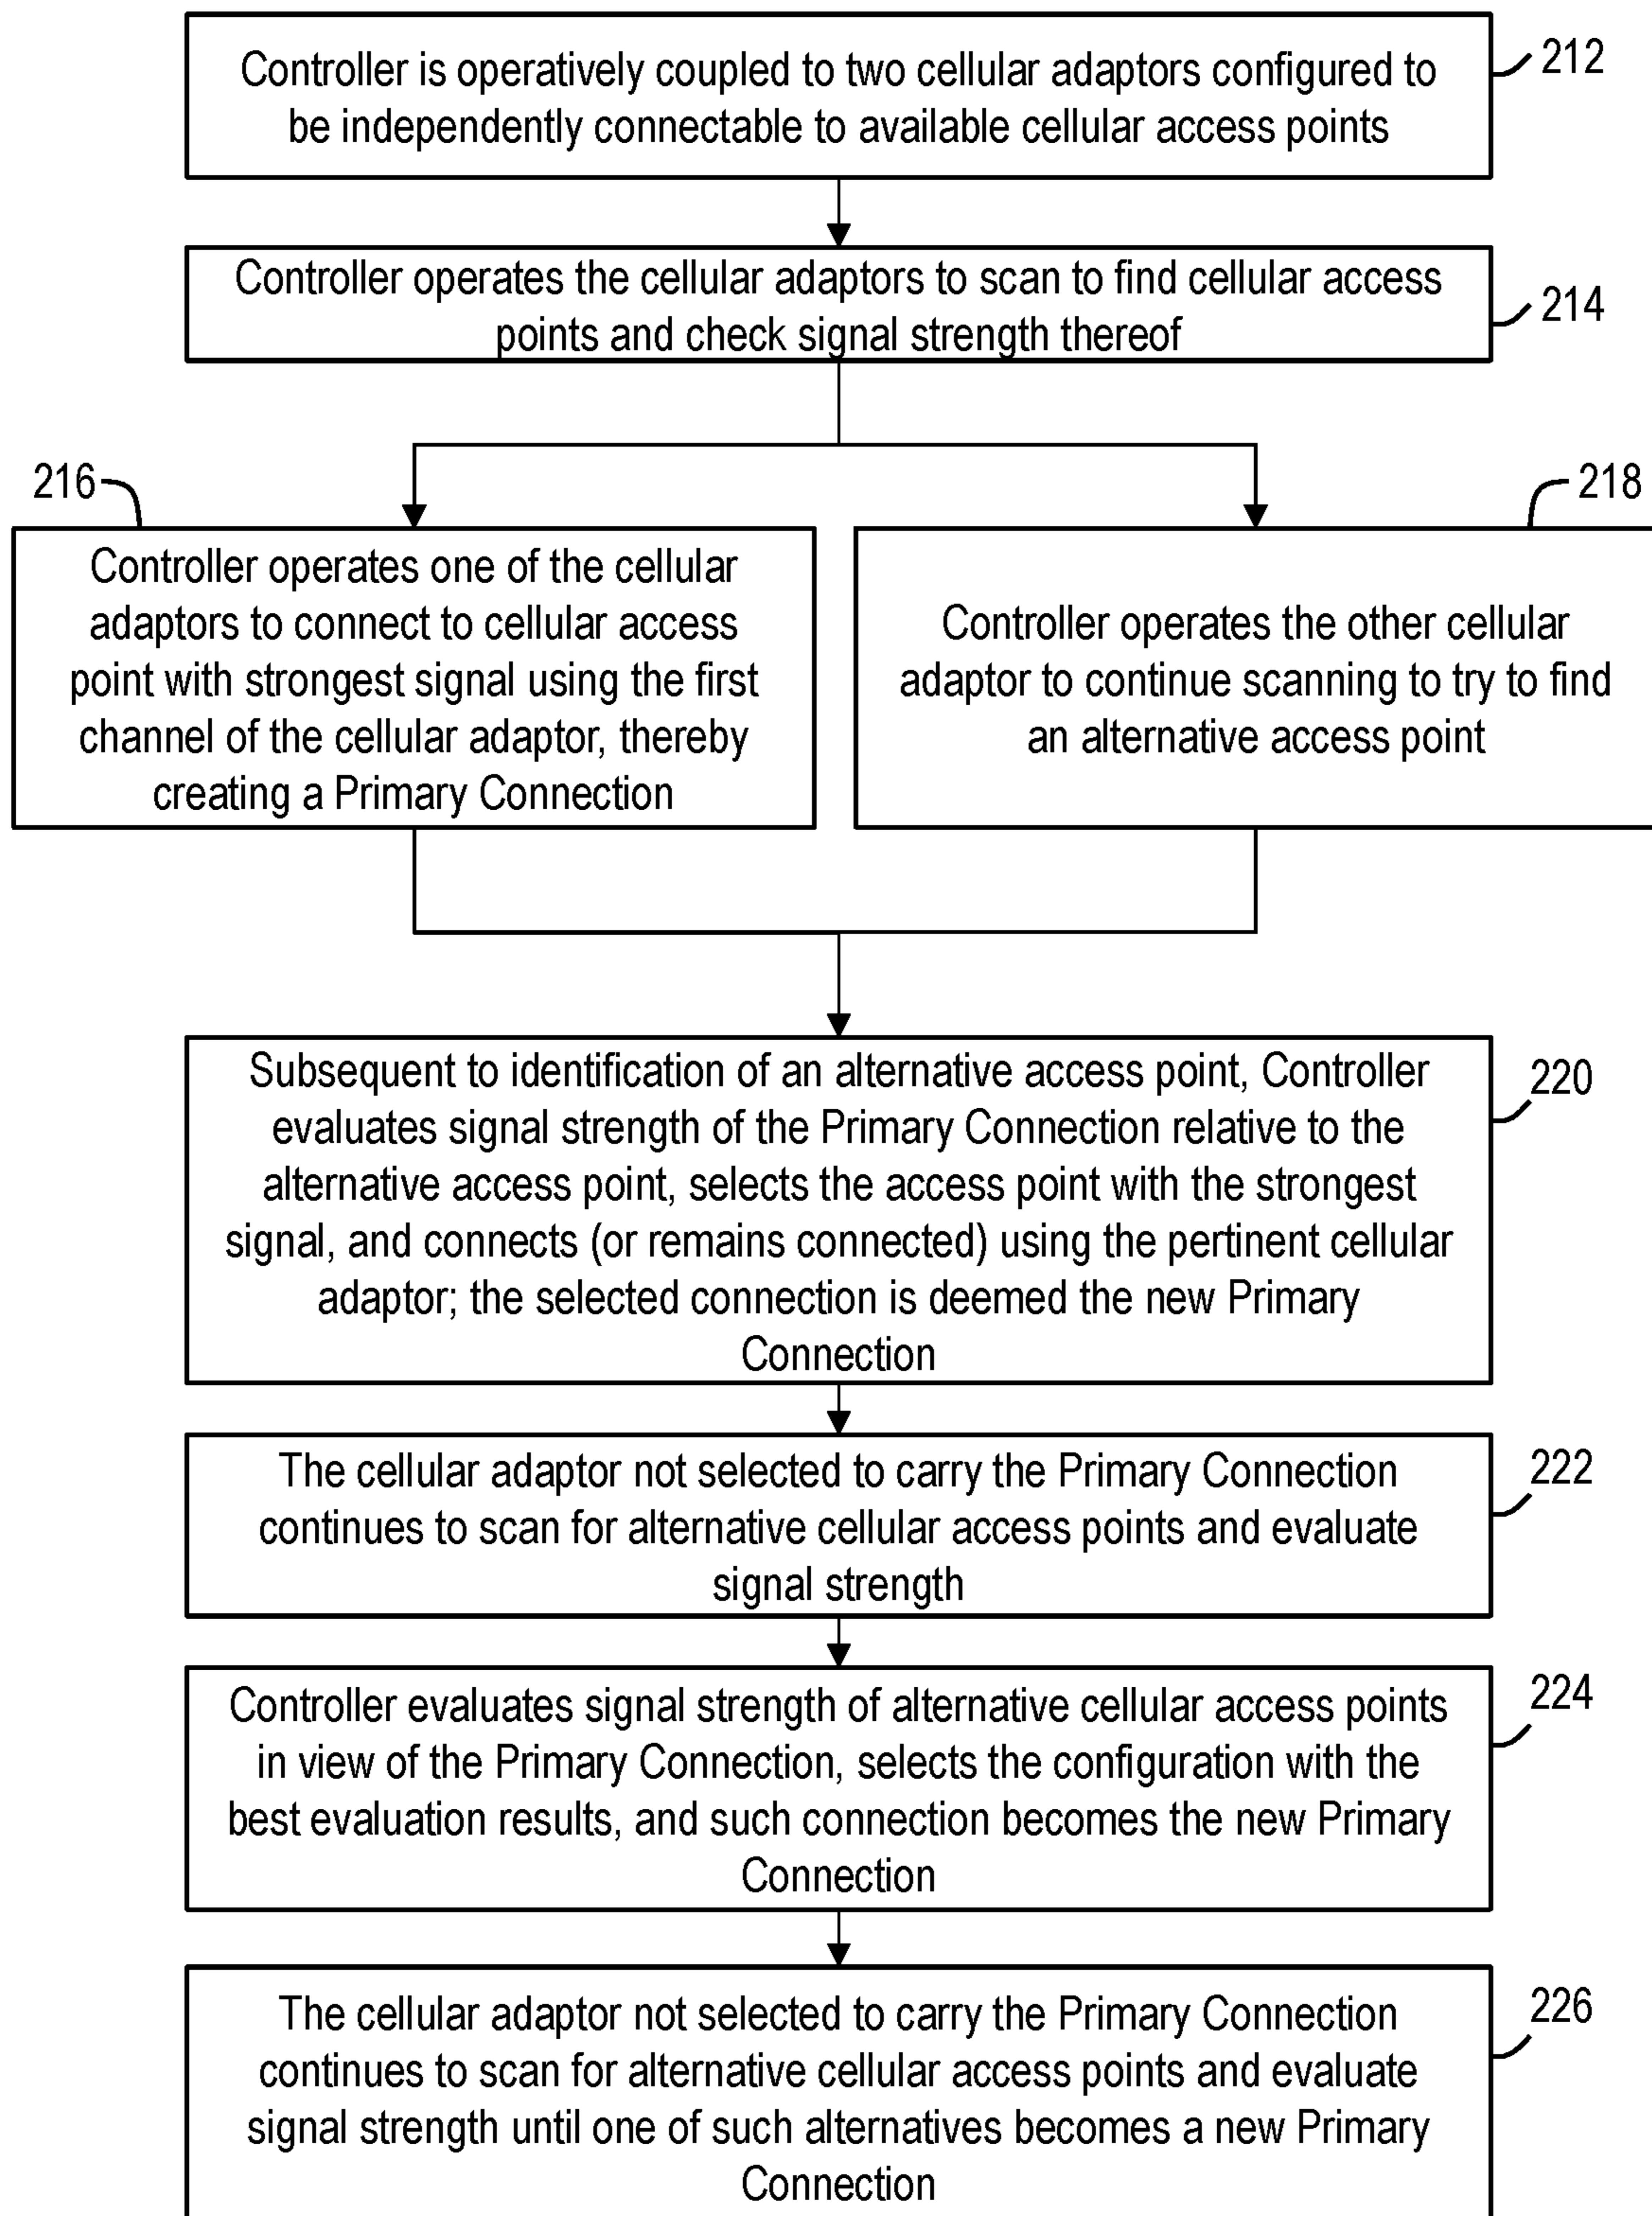 Controller is operatively coupled to two cellular adaptors configured to
be independently connectable to available cellular access points
212
Controller operates the cellular adaptors to scan to find cellular access
points and check signal strength thereof
214
216
Controller operates one of the cellular
adaptors to connect to cellular access
point with strongest signal using the first
channel of the cellular adaptor, thereby
creating a Primary Connection
218
Controller operates the other cellular
adaptor to continue scanning to try to find
an alternative access point
Subsequent to identification of an alternative access point, Controller
evaluates signal strength of the Primary Connection relative to the
alternative access point, selects the access point with the strongest
signal, and connects (or remains connected) using the pertinent cellular
adaptor; the selected connection is deemed the new Primary
Connection
220
The cellular adaptor not selected to carry the Primary Connection
continues to scan for alternative cellular access points and evaluate
signal strength
222
Controller evaluates signal strength of alternative cellular access points
in view of the Primary Connection, selects the configuration with the
best evaluation results, and such connection becomes the new Primary
Connection
224
The cellular adaptor not selected to carry the Primary Connection
continues to scan for alternative cellular access points and evaluate
signal strength until one of such alternatives becomes a new Primary
Connection
226